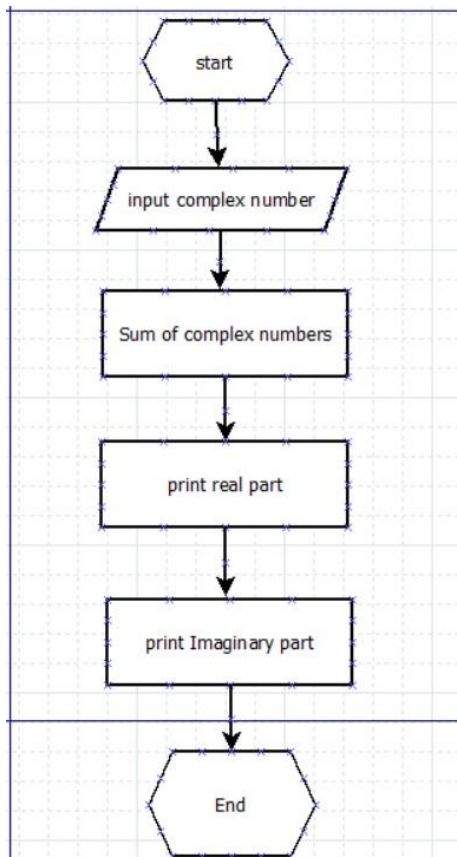 start
input complex number
Sum of complex numbers
print real part
print Imaginary part
End